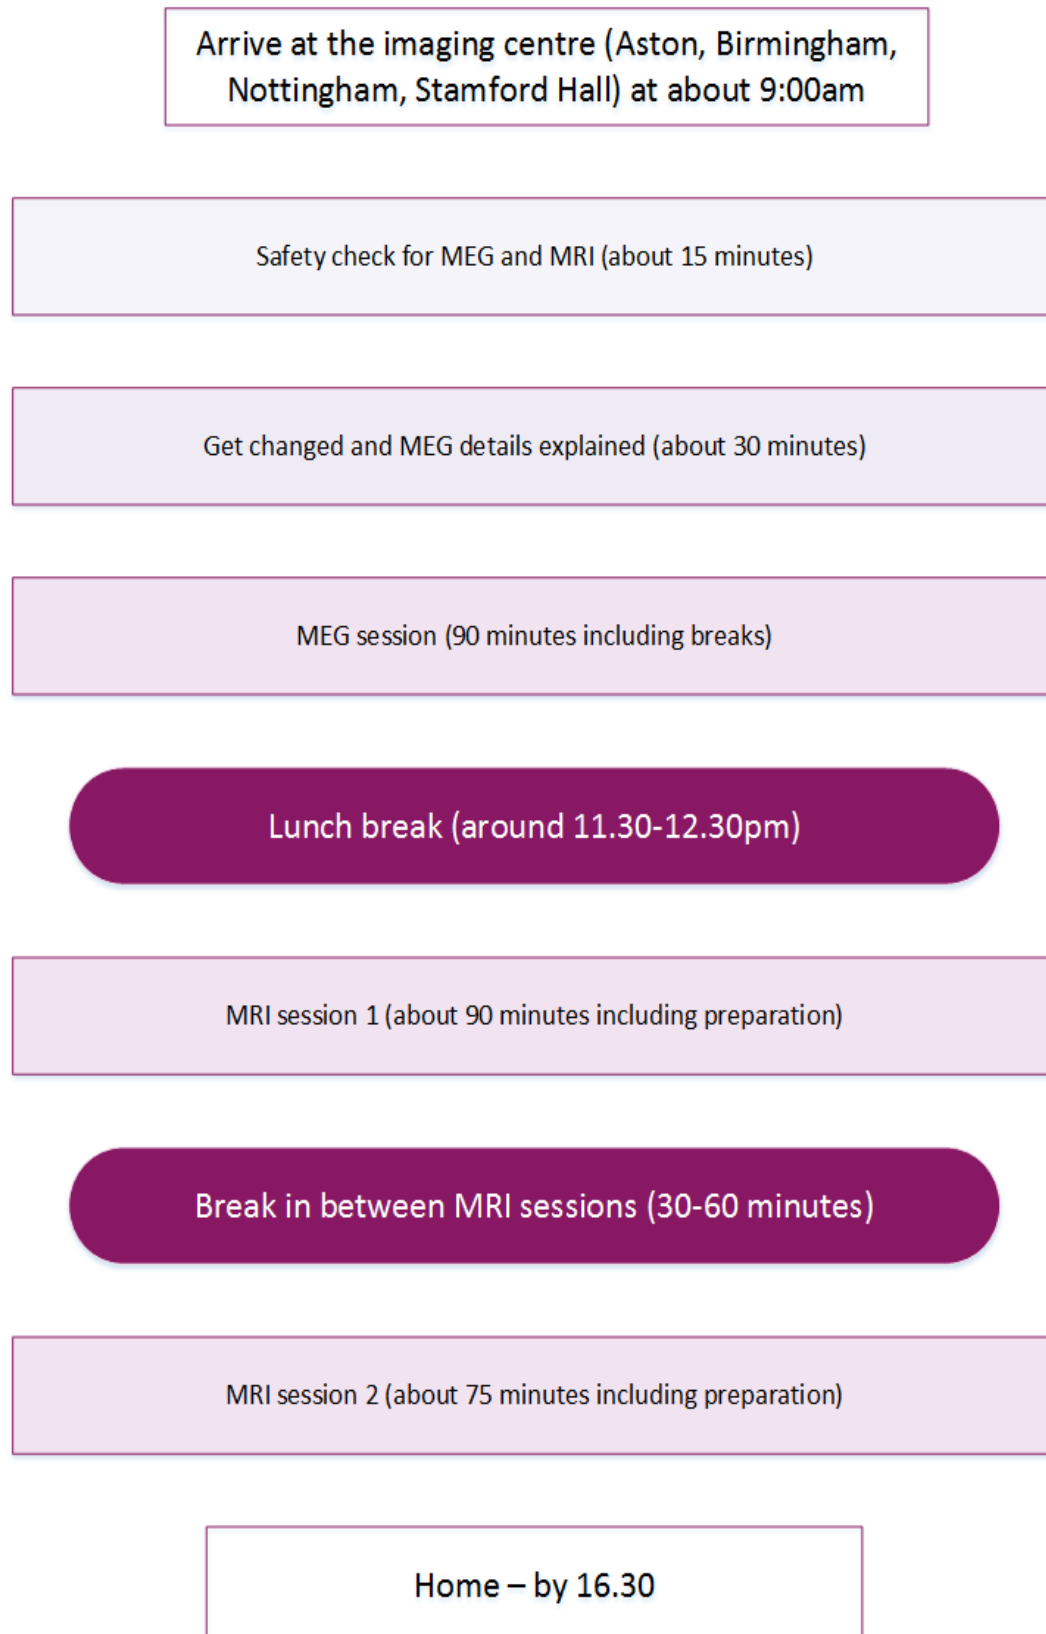 Arrive at the imaging centre (Aston, Birmingham,
Nottingham, Stamford Hall) at about 9:00am
Safety check for MEG and MRI (about 15 minutes)
Get changed and MEG details explained (about 30 minutes)
MEG session (90 minutes including breaks)
Lunch break (around 11.30-12.30pm)
MRI session 1 (about 90 minutes including preparation)
Break in between MRI sessions (30-60 minutes)
MRI session 2 (about 75 minutes including preparation)
Home – by 16.30